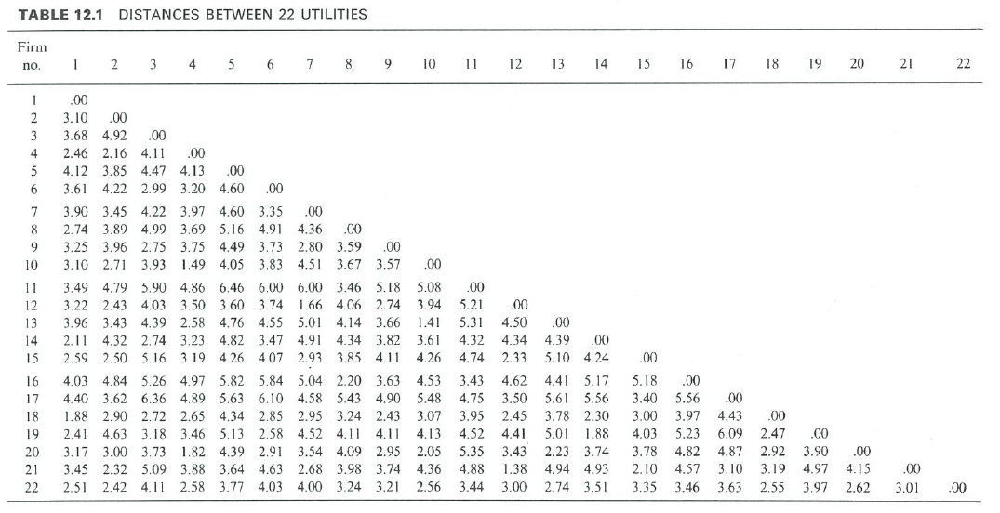 TABLE 12.1 DISTANCES BETWEEN 22 UTILITIES
Firm
no. 1 2 3 4 5 6 7 8 9 10 11 12 13 14 15 16 17 18 19 20 21 22
1 .00
2 3.10 .00
3 3.68 4.92 .00
4 2.46 2.16 4.11 .00
5 4.12 3.85 4.47 4.13 .00
6 3.61 4.22 2.99 3.20 4.60 .00
7 3.90 3.45 4.22 3.97 4.60 3.35 .00
8 2.74 3.89 4.99 3.69 5.16 4.91 4.36 .00
9 3.25 3.96 2.75 3.75 4.49 3.73 2.80 3.59 .00
10 3.10 2.71 3.93 1.49 4.05 3.83 4.51 3.67 3.57 .00
11 3.49 4.79 5.90 4.86 6.46 6.00 6.00 3.46 5.18 5.08 .00
12 3.22 2.43 4.03 3.50 3.60 3.74 1.66 4.06 2.74 3.94 5.21 .00
13 3.96 3.43 4.39 2.58 4.76 4.55 5.01 4.14 3.66 1.41 5.31 4.50 .00
14 2.11 4.32 2.74 3.23 4.82 3.47 4.91 4.34 3.82 3.61 4.32 4.34 4.39 .00
15 2.59 2.50 5.16 3.19 4.26 4.07 2.93 3.85 4.11 4.26 4.74 2.33 5.10 4.24 .00
16 4.03 4.84 5.26 4.97 5.82 5.84 5.04 2.20 3.63 4.53 3.43 4.62 4.41 5.17 5.18 .00
17 4.40 3.62 6.36 4.89 5.63 6.10 4.58 5.43 4.90 5.48 4.75 3.50 5.61 5.56 3.40 5.56 .00
18 1.88 2.90 2.72 2.65 4.34 2.85 2.95 3.24 2.43 3.07 3.95 2.45 3.78 2.30 3.00 3.97 4.43 .00
19 2.41 4.63 3.18 3.46 5.13 2.58 4.52 4.11 4.11 4.13 4.52 4.41 5.01 1.88 4.03 5.23 6.09 2.47 .00
20 3.17 3.00 3.73 1.82 4.39 2.91 3.54 4.09 2.95 2.05 5.35 3.43 2.23 3.74 3.78 4.82 4.87 2.92 3.90 .00
21 3.45 2.32 5.09 3.88 3.64 4.63 2.68 3.98 3.74 4.36 4.88 1.38 4.94 4.93 2.10 4.57 3.10 3.19 4.97 4.15 .00
22 2.51 2.42 4.11 2.58 3.77 4.03 4.00 3.24 3.21 2.56 3.44 3.00 2.74 3.51 3.35 3.46 3.63 2.55 3.97 2.62 3.01 .00